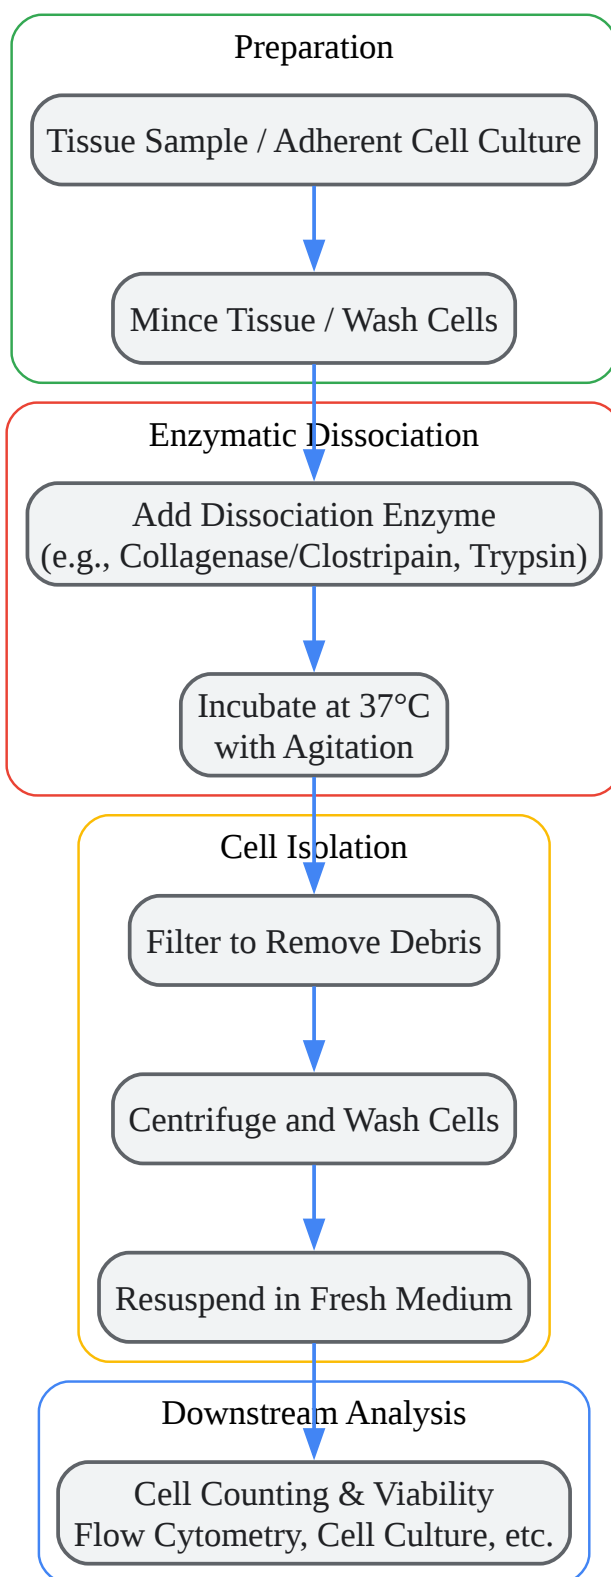 Preparation
Tissue Sample / Adherent Cell Culture
Mince Tissue / Wash Cells
Enzymatic Dissociation
Add Dissociation Enzyme
(e.g., Collagenase/Clostripain, Trypsin)
Incubate at 37°C
with Agitation
Cell Isolation
Filter to Remove Debris
Centrifuge and Wash Cells
Resuspend in Fresh Medium
Downstream Analysis
Cell Counting & Viability
Flow Cytometry, Cell Culture, etc.